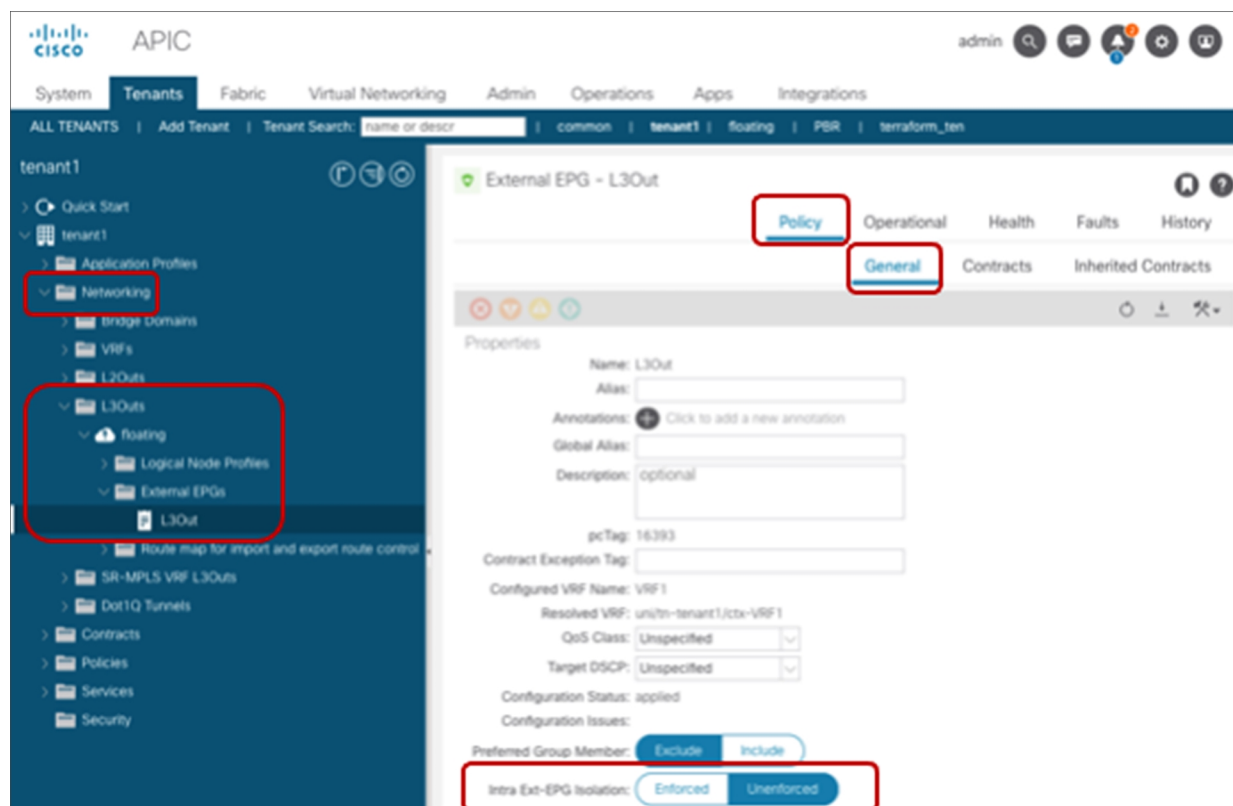 cisco
APIC
admin
2
1
System Tenants Fabric Virtual Networking Admin Operations Apps Integrations
ALL TENANTS | Add Tenant | Tenant Search: name or descr | common | tenant1 | floating | PBR | terraform_ten
tenant1
Quick Start
tenant1
Application Profiles
Networking
Bridge Domains
VRFs
L2Outs
L3Outs
floating
Logical Node Profiles
External EPGs
L3Out
Route map for import and export route control
SR-MPLS VRF L3Outs
Dot1Q Tunnels
Contracts
Policies
Services
Security
External EPG - L3Out
Policy Operational Health Faults History
General Contracts Inherited Contracts
Properties
Name: L3Out
Alias:
Annotations: Click to add a new annotation
Global Alias:
Description: optional
pcTag: 16393
Contract Exception Tag:
Configured VRF Name: VRF1
Resolved VRF: uni/tn-tenant1/ctx-VRF1
QoS Class: Unspecified
Target DSCP: Unspecified
Configuration Status: applied
Configuration Issues:
Preferred Group Member: Exclude Include
Intra Ext-EPG Isolation: Enforced Unenforced